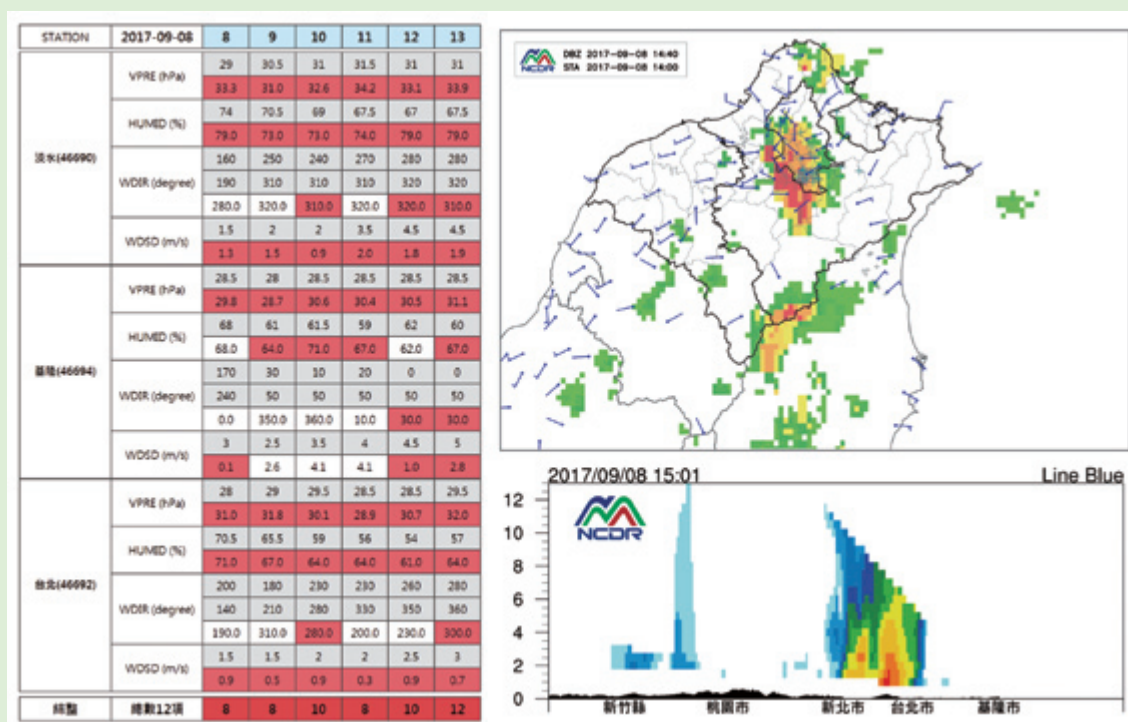 STATION 2017-09-08 8 9 10 11 12 13
淡水(46690)
VPRE (hPa) 29 30.5 31 31.5 31 31
33.3 31.0 32.6 34.2 33.1 33.9
HUMED (%) 74 70.5 69 67.5 67 67.5
79.0 73.0 73.0 74.0 79.0 79.0
WDIR (degree) 160 250 240 270 280 280
190 310 310 310 320 320
280.0 320.0 310.0 320.0 320.0 310.0
WDSD (m/s) 1.5 2 2 3.5 4.5 4.5
1.3 1.5 0.9 2.0 1.8 1.9
基隆(46694)
VPRE (hPa) 28.5 28 28.5 28.5 28.5 28.5
29.8 28.7 30.6 30.4 30.5 31.1
HUMED (%) 68 61 61.5 59 62 60
68.0 64.0 71.0 67.0 62.0 67.0
WDIR (degree) 170 30 10 20 0 0
240 50 50 50 50 50
0.0 350.0 360.0 10.0 30.0 30.0
WDSD (m/s) 3 2.5 3.5 4 4.5 5
0.1 2.6 4.1 4.1 1.0 2.8
台北(46692)
VPRE (hPa) 28 29 29.5 28.5 28.5 29.5
31.0 31.8 30.1 28.9 30.7 32.0
HUMED (%) 70.5 65.5 59 56 54 57
71.0 67.0 64.0 64.0 61.0 64.0
WDIR (degree) 200 180 230 230 260 280
140 210 280 330 350 360
190.0 310.0 280.0 200.0 230.0 300.0
WDSD (m/s) 1.5 1.5 2 2 2.5 3
0.9 0.5 0.9 0.3 0.9 0.7
綜整 總數12項 8 8 10 8 10 12
NCDR
DBZ 2017-09-08 14:40
STA 2017-09-08 14:00
2017/09/08 15:01 Line Blue
NCDR
12
10
8
6
4
2
0
新竹縣 桃園市 新北市 台北市 基隆市